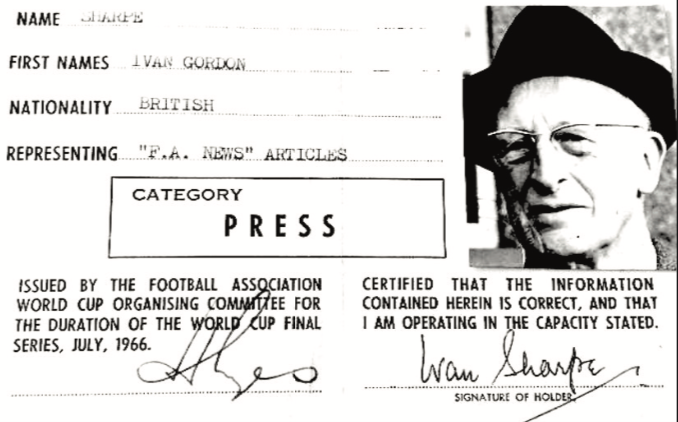 NAME SHARPE
FIRST NAMES IVAN GORDON
NATIONALITY BRITISH
REPRESENTING "F.A. NEWS" ARTICLES
CATEGORY
PRESS
ISSUED BY THE FOOTBALL ASSOCIATION
WORLD CUP ORGANISING COMMITTEE FOR
THE DURATION OF THE WORLD CUP FINAL
SERIES, JULY, 1966.
CERTIFIED THAT THE INFORMATION
CONTAINED HEREIN IS CORRECT, AND THAT
I AM OPERATING IN THE CAPACITY STATED.
Ivan Sharpe
SIGNATURE OF HOLDER